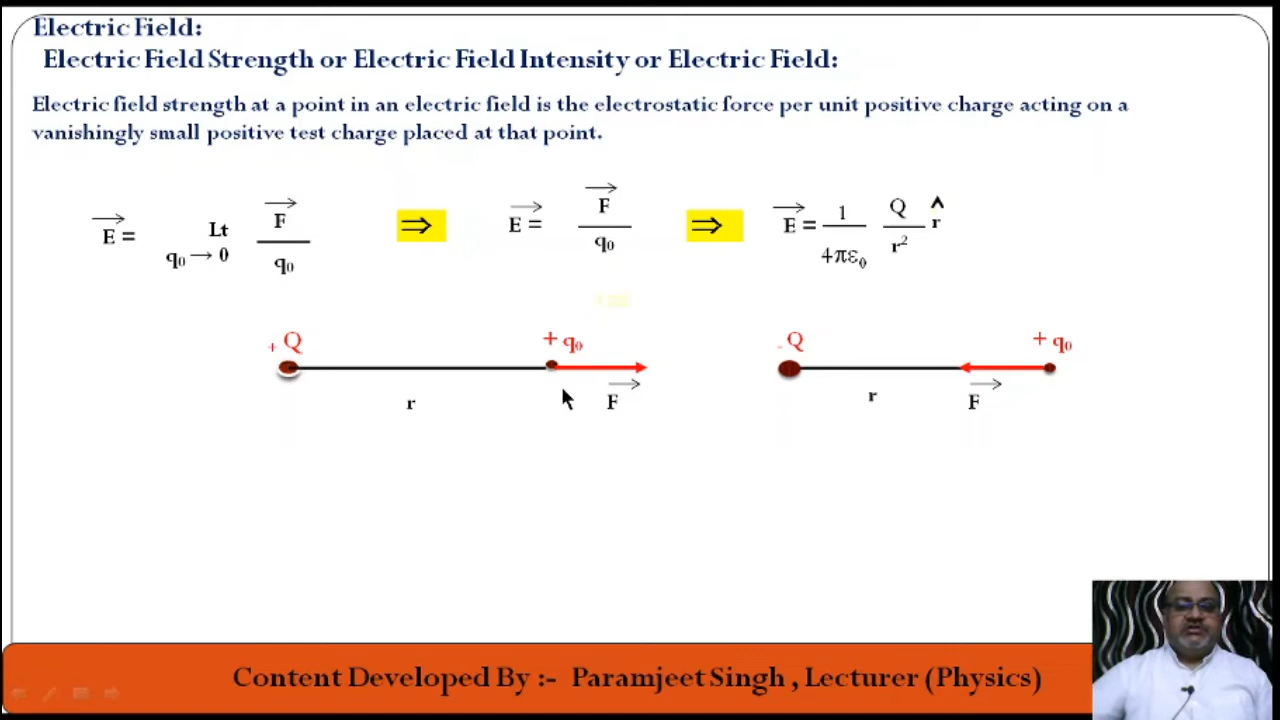 Electric Field:
Electric Field Strength or Electric Field Intensity or Electric Field:
Electric field strength at a point in an electric field is the electrostatic force per unit positive charge acting on a
vanishingly small positive test charge placed at that point.
E = Lt q₀ → 0 F / q₀ ⇒ E = F / q₀ ⇒ E = 1 / 4πε₀ Q / r² r̂
+ Q + q₀ - Q + q₀
r F r F
Content Developed By :- Paramjeet Singh , Lecturer (Physics)